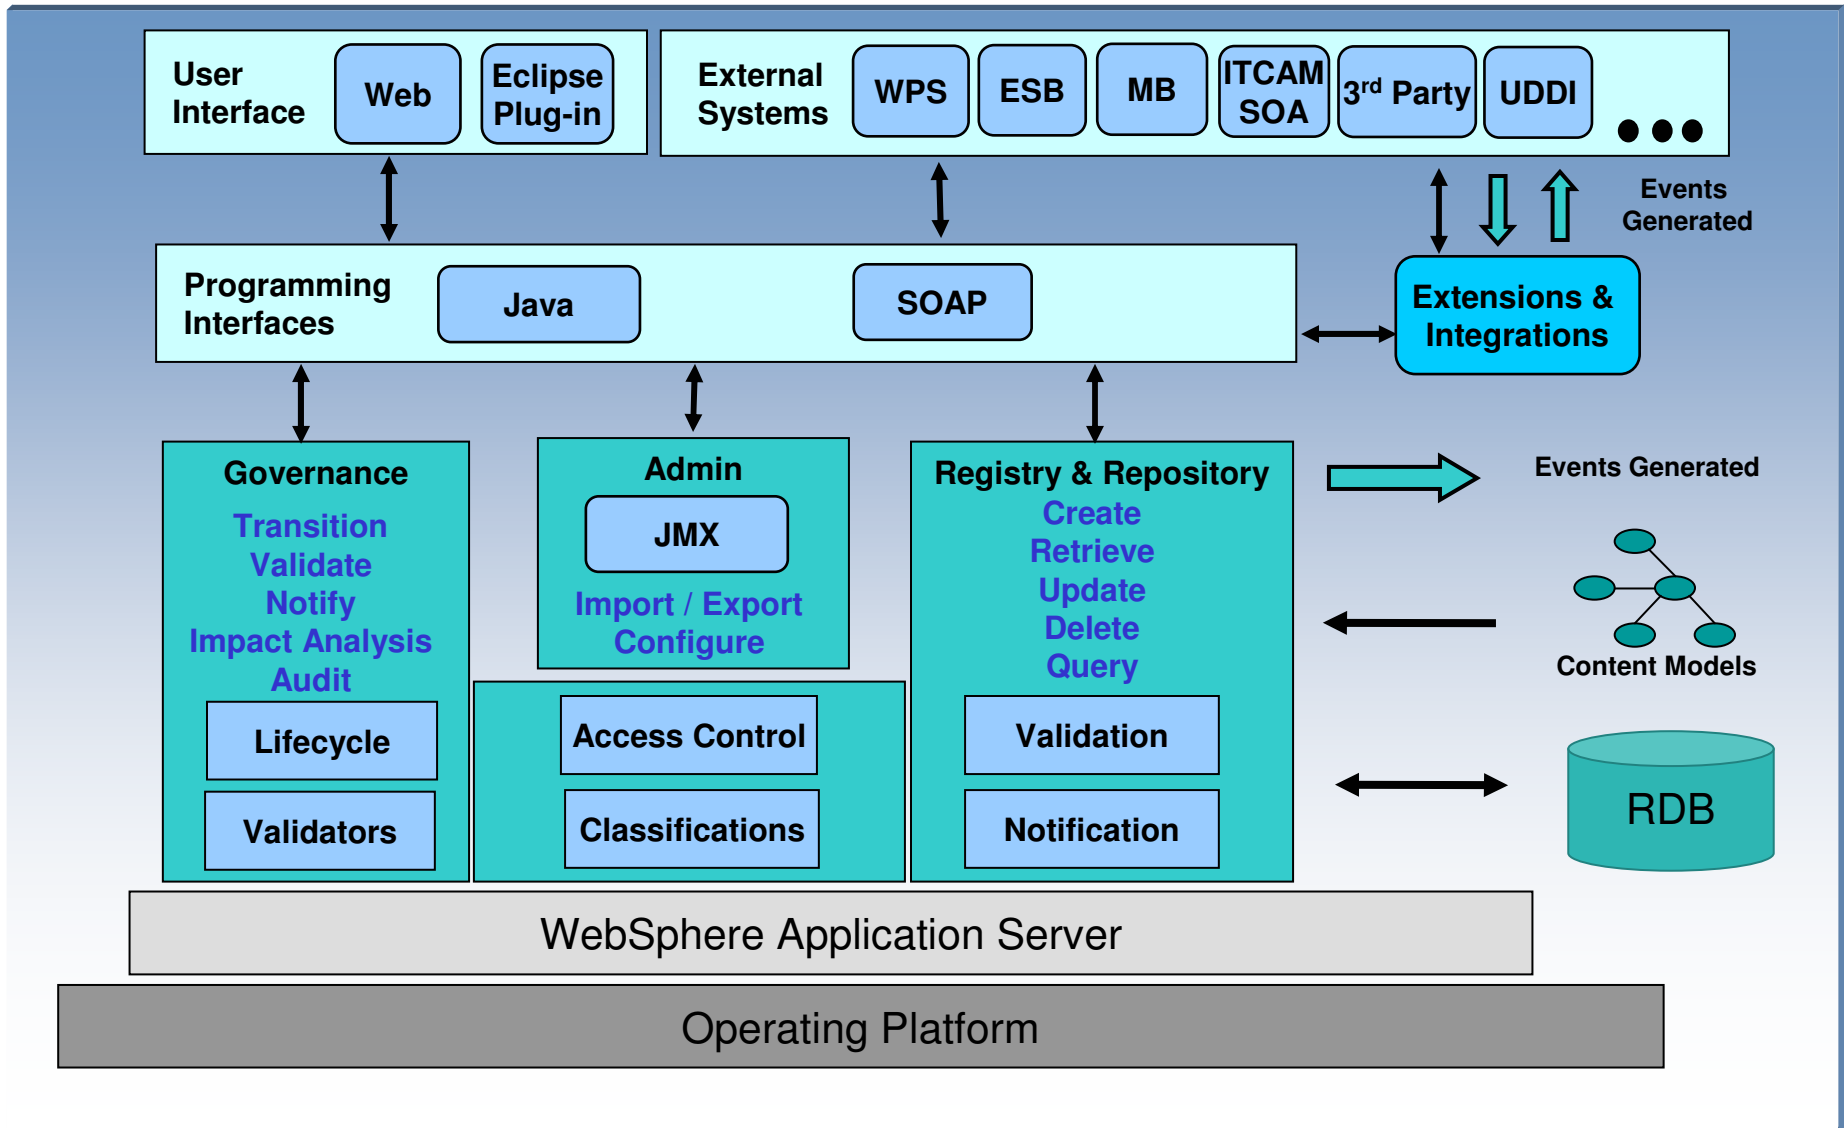 User
Interface
Web
Eclipse
Plug-in
External
Systems
WPS
ESB
MB
ITCAM
SOA
3rd Party
UDDI
Events
Generated
Programming
Interfaces
Java
SOAP
Extensions &
Integrations
Governance
Transition
Validate
Notify
Impact Analysis
Audit
Lifecycle
Validators
Admin
JMX
Import / Export
Configure
Access Control
Classifications
Registry & Repository
Create
Retrieve
Update
Delete
Query
Validation
Notification
Events Generated
Content Models
RDB
WebSphere Application Server
Operating Platform